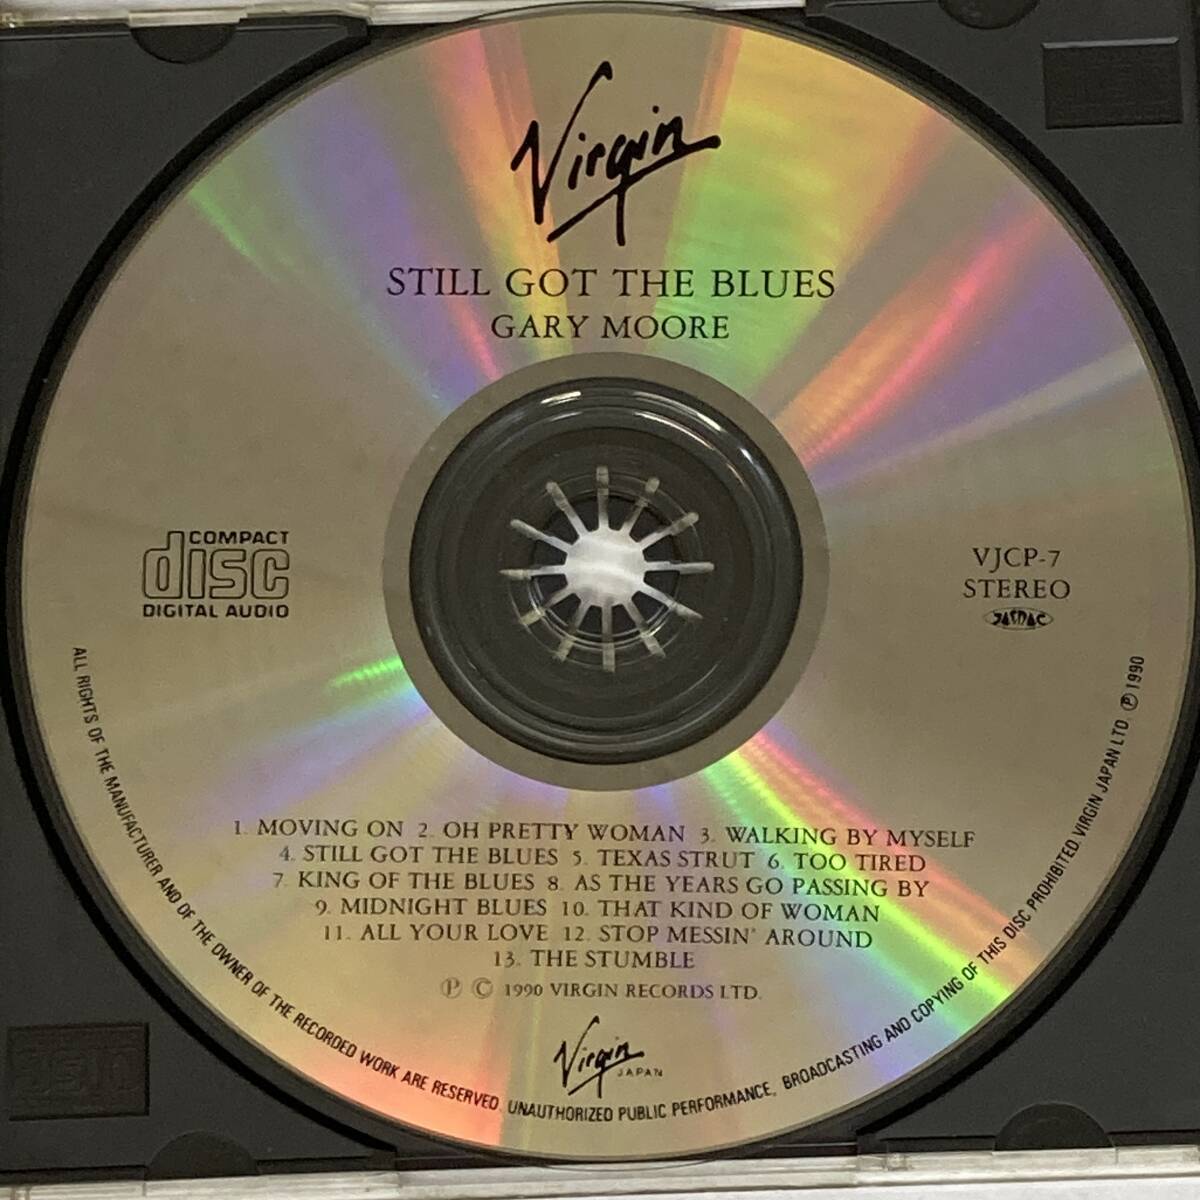 Virgin
STILL GOT THE BLUES
GARY MOORE
COMPACT
disc
DIGITAL AUDIO
VJCP-7
STEREO
JASRAC
1. MOVING ON 2. OH PRETTY WOMAN 3. WALKING BY MYSELF
4. STILL GOT THE BLUES 5. TEXAS STRUT 6. TOO TIRED
7. KING OF THE BLUES 8. AS THE YEARS GO PASSING BY
9. MIDNIGHT BLUES 10. THAT KIND OF WOMAN
11. ALL YOUR LOVE 12. STOP MESSIN' AROUND
13. THE STUMBLE
Ⓟ © 1990 VIRGIN RECORDS LTD.
Virgin
JAPAN
ALL RIGHTS OF THE MANUFACTURER AND OF THE OWNER OF THE RECORDED WORK ARE RESERVED. UNAUTHORIZED PUBLIC PERFORMANCE, BROADCASTING AND COPYING OF THIS DISC PROHIBITED. VIRGIN JAPAN LTD. Ⓟ 1990